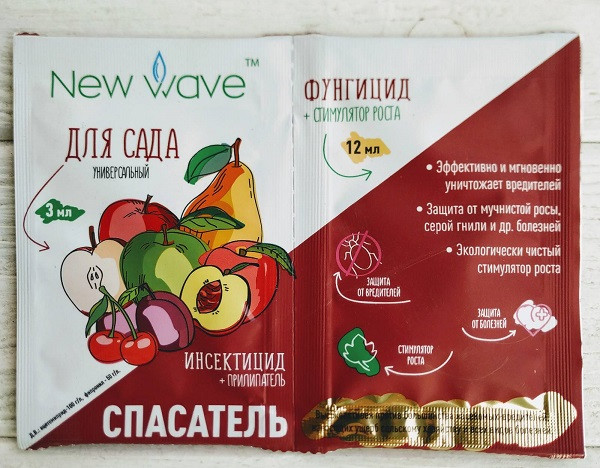 New Wave™
ДЛЯ САДА
УНИВЕРСАЛЬНЫЙ
3 мл
ИНСЕКТИЦИД
+ ПРИЛИПАТЕЛЬ
СПАСАТЕЛЬ
ФУНГИЦИД
+ СТИМУЛЯТОР РОСТА
12 мл
• Эффективно и мгновенно
уничтожает вредителей
• Защита от мучнистой росы,
серой гнили и др. болезней
• Экологически чистый
стимулятор роста
ЗАЩИТА
ОТ ВРЕДИТЕЛЕЙ
ЗАЩИТА
ОТ БОЛЕЗНЕЙ
СТИМУЛЯТОР
РОСТА